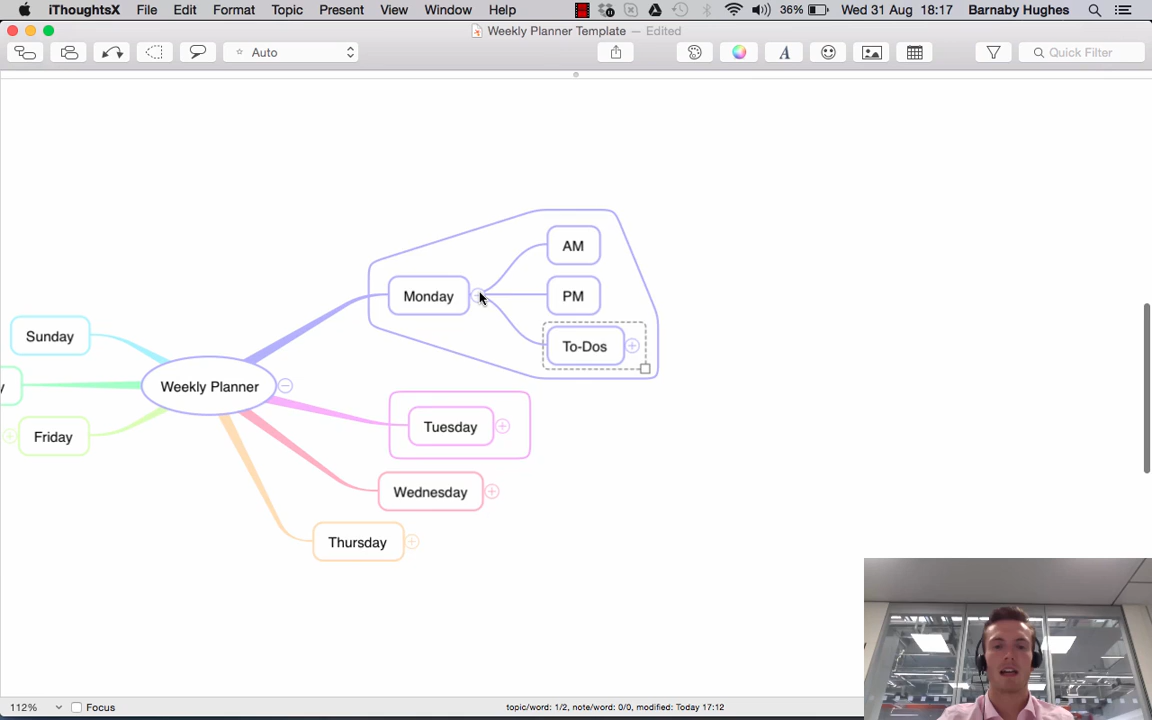 iThoughtsX File Edit Format Topic Present View Window Help 36% Wed 31 Aug 18:17 Barnaby Hughes
Weekly Planner Template — Edited
Auto
Quick Filter
AM
Monday
PM
To-Dos
Sunday
y
Weekly Planner
Friday
Tuesday
Wednesday
Thursday
112% Focus topic/word: 1/2, note/word: 0/0, modified: Today 17:12